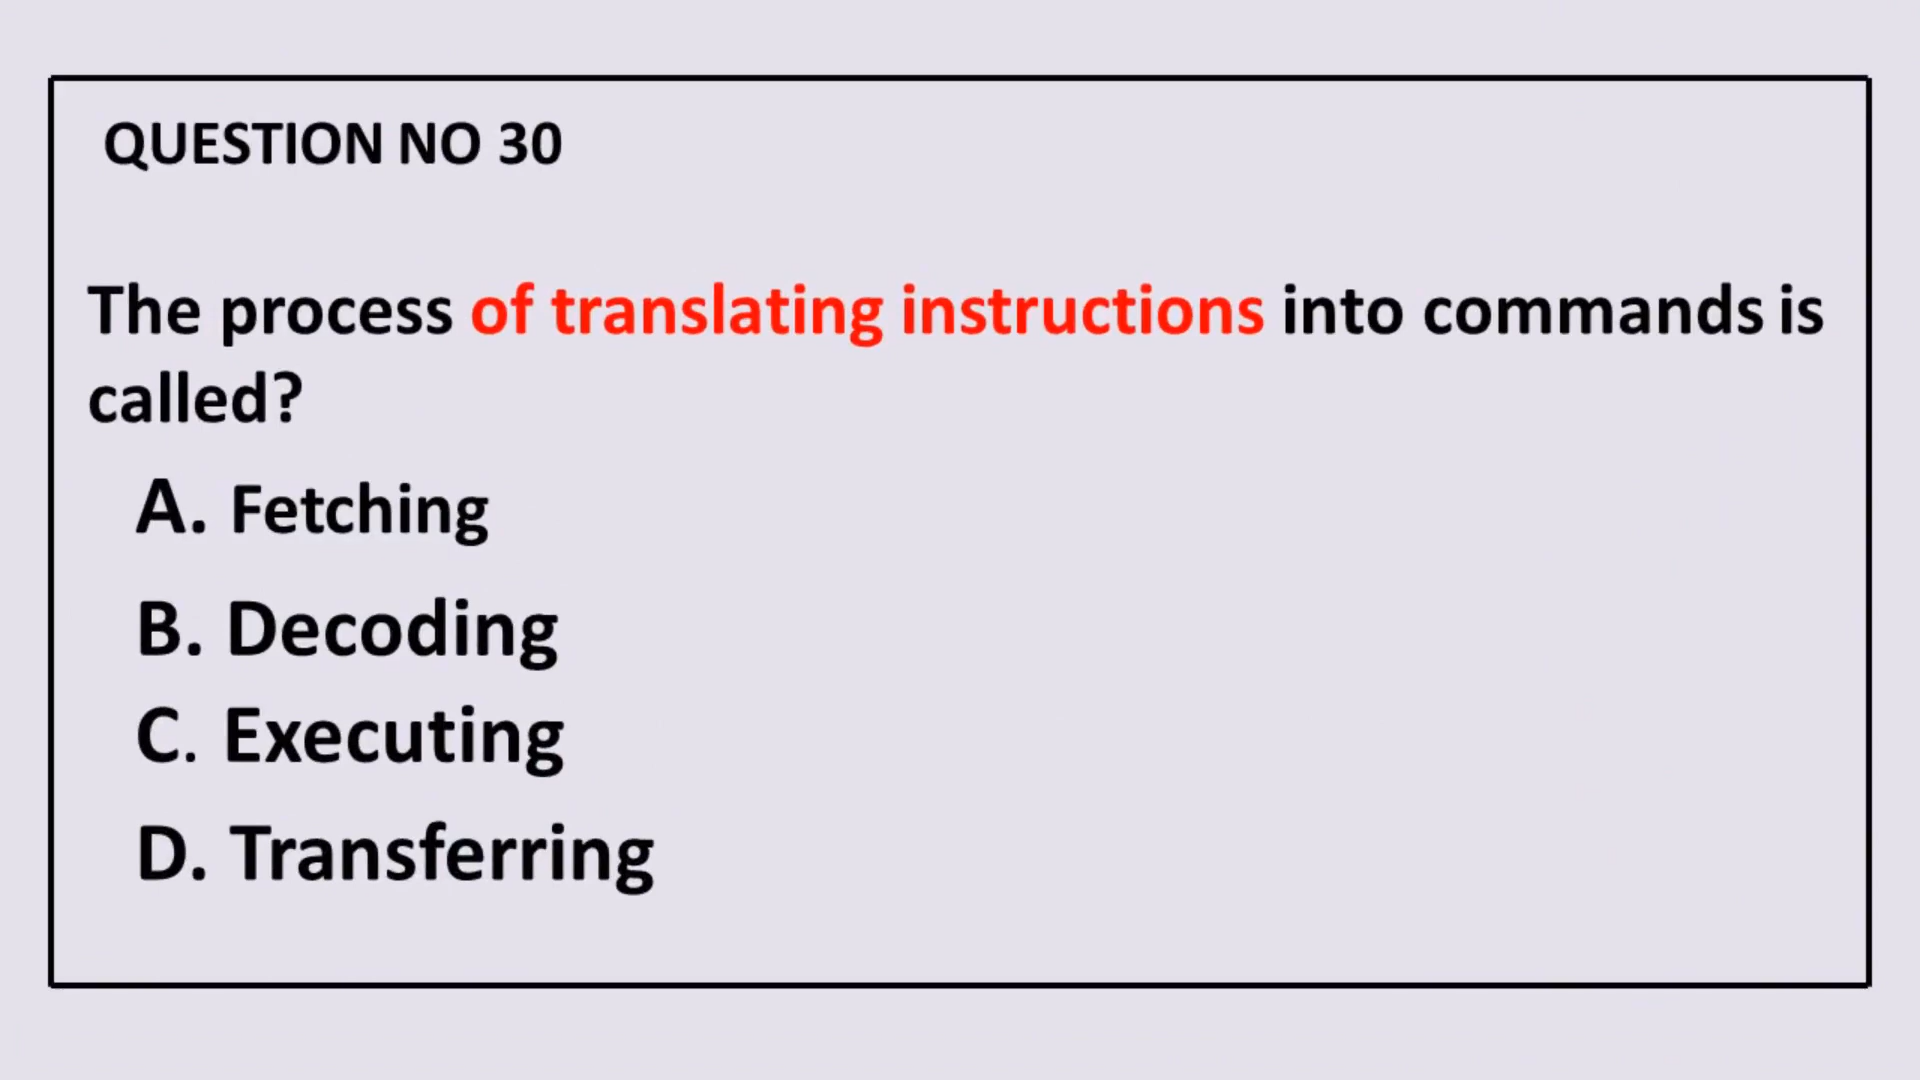 QUESTION NO 30
The process of translating instructions into commands is
called?
A. Fetching
B. Decoding
C. Executing
D. Transferring